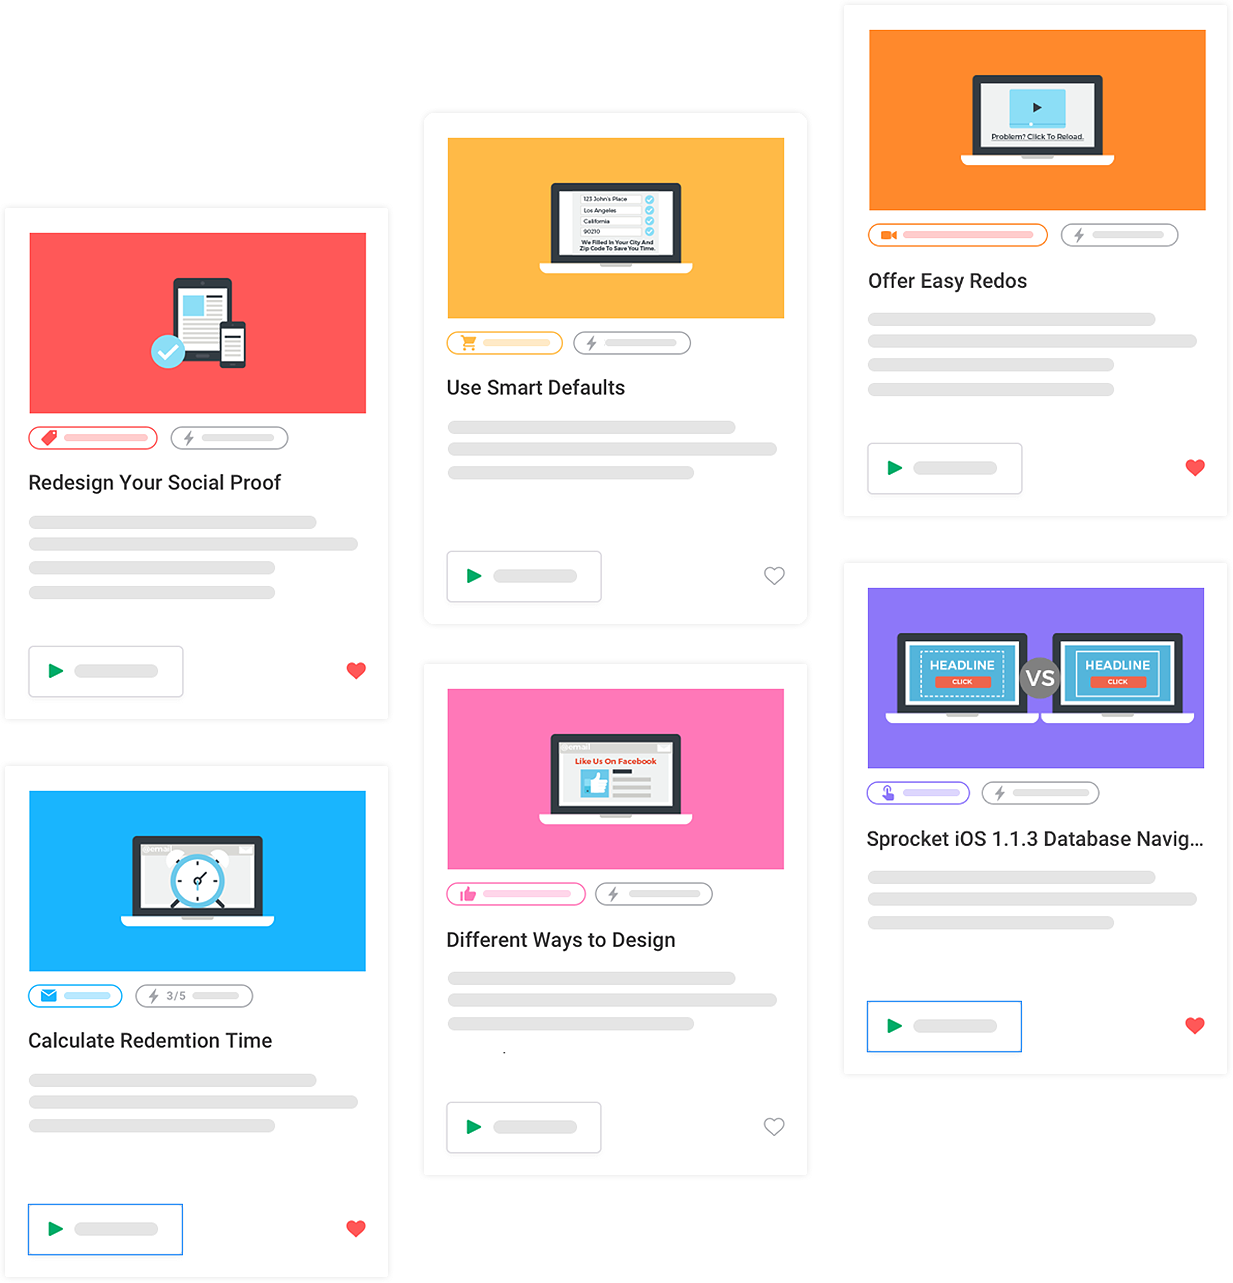 Redesign Your Social Proof
@email
3/5
Calculate Redemtion Time
123 John's Place
Los Angeles
California
90210
We Filled In Your City And
Zip Code To Save You Time.
Use Smart Defaults
@email
Like Us On Facebook
Different Ways to Design
Problem? Click To Reload.
Offer Easy Redos
HEADLINE
CLICK
VS
HEADLINE
CLICK
Sprocket iOS 1.1.3 Database Navig...